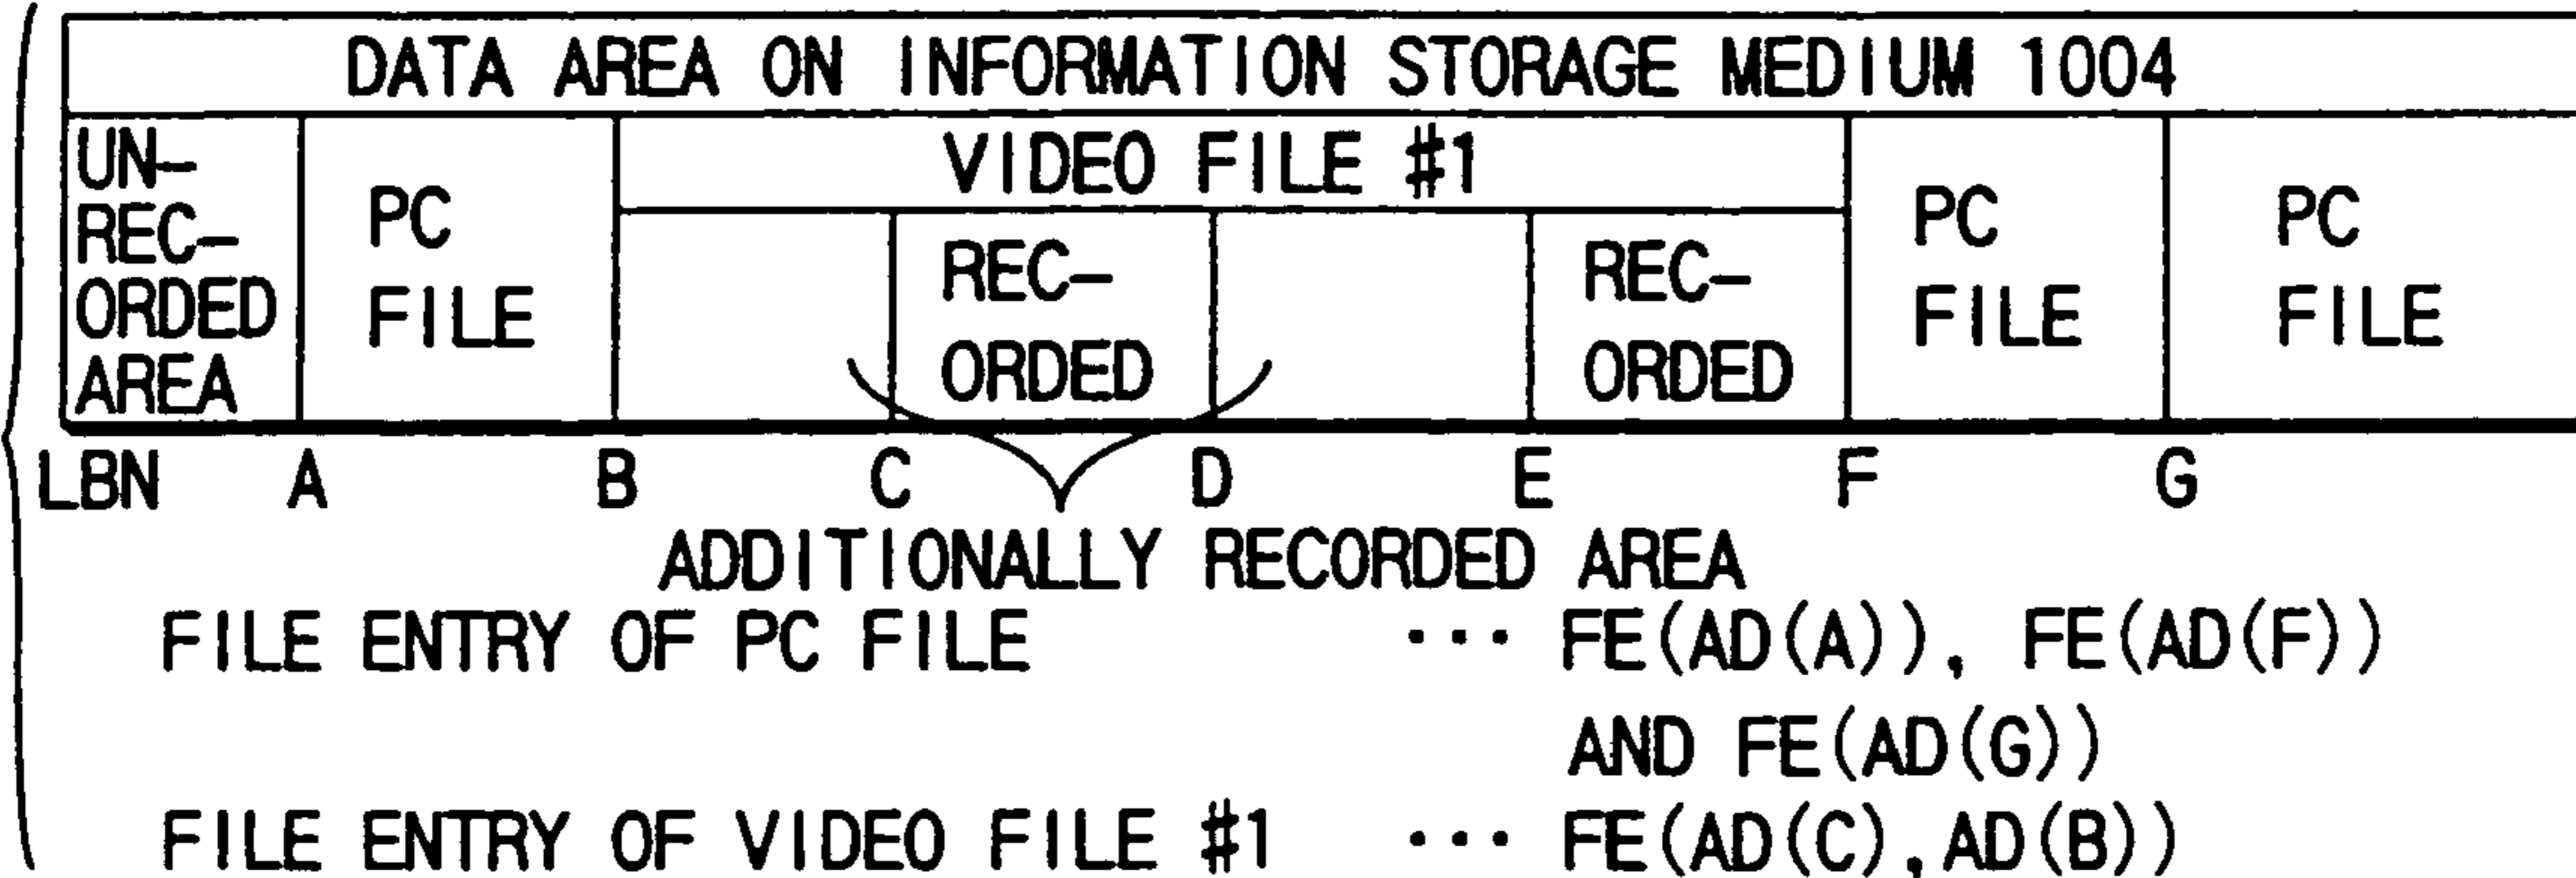 DATA AREA ON INFORMATION STORAGE MEDIUM 1004
UN-
REC-
ORDED
AREA
PC
FILE
VIDEO FILE #1
REC-
ORDED
REC-
ORDED
PC
FILE
PC
FILE
LBN A B C D E F G
ADDITIONALLY RECORDED AREA
FILE ENTRY OF PC FILE ··· FE(AD(A)), FE(AD(F))
AND FE(AD(G))
FILE ENTRY OF VIDEO FILE #1 ··· FE(AD(C),AD(B))